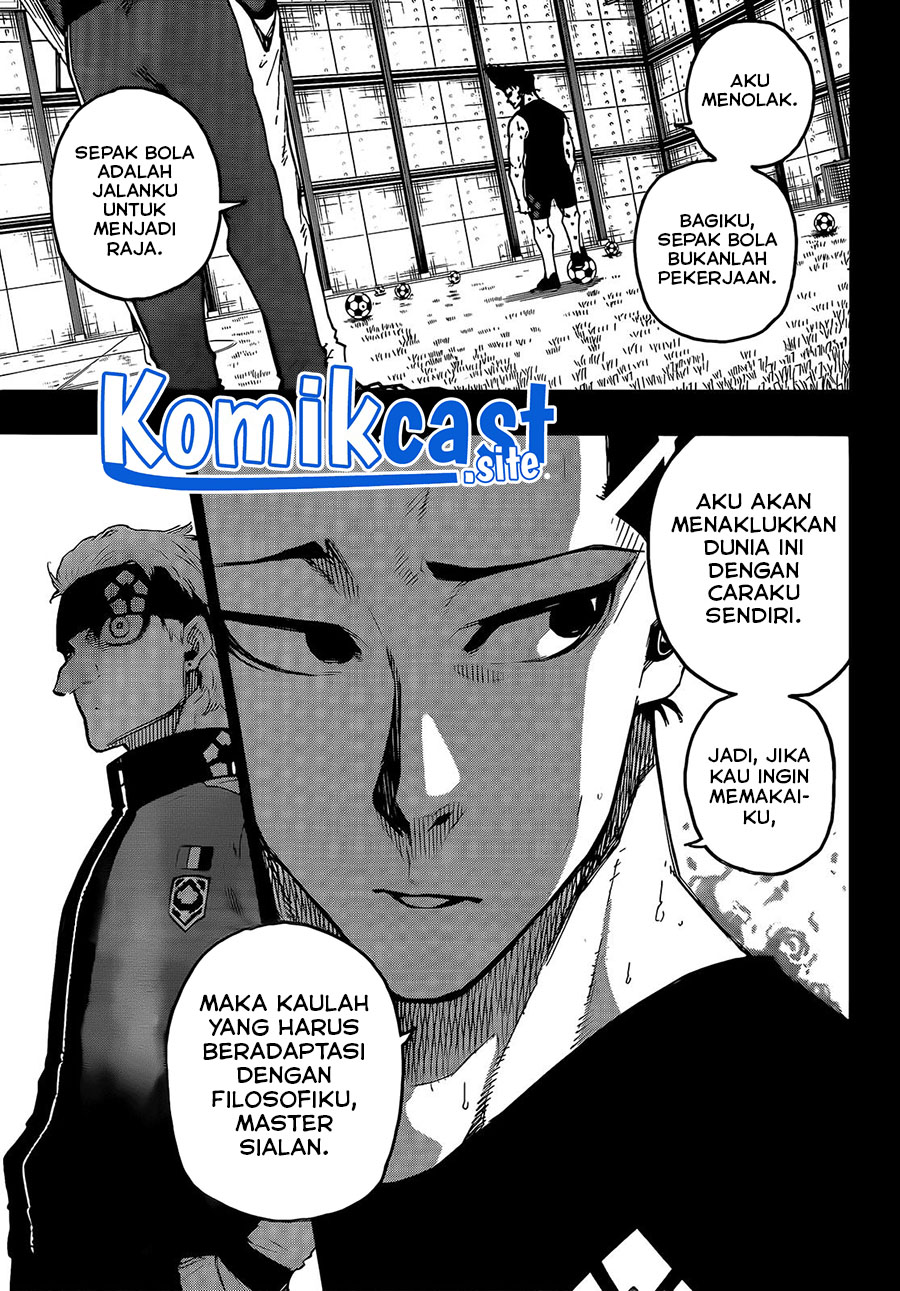 AKU
MENOLAK.
BAGIKU,
SEPAK BOLA
BUKANLAH
PEKERJAAN.
SEPAK BOLA
ADALAH
JALANKU
UNTUK
MENJADI
RAJA.
Komikcast
.site
AKU AKAN
MENAKLUKKAN
DUNIA INI
DENGAN
CARAKU
SENDIRI.
JADI, JIKA
KAU INGIN
MEMAKAI-
KU,
MAKA KAULAH
YANG HARUS
BERADAPTASI
DENGAN
FILOSOFIKU,
MASTER
SIALAN.